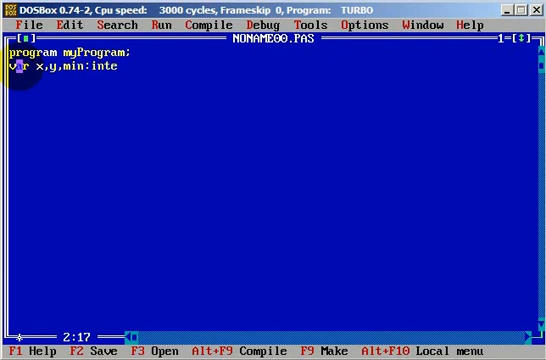 DOSBox 0.74-2, Cpu speed: 3000 cycles, Frameskip 0, Program: TURBO
File Edit Search Run Compile Debug Tools Options Window Help
NONAME00.PAS 1=[↕]
program myProgram;
var x,y,min:inte
2:17
F1 Help F2 Save F3 Open Alt+F9 Compile F9 Make Alt+F10 Local menu